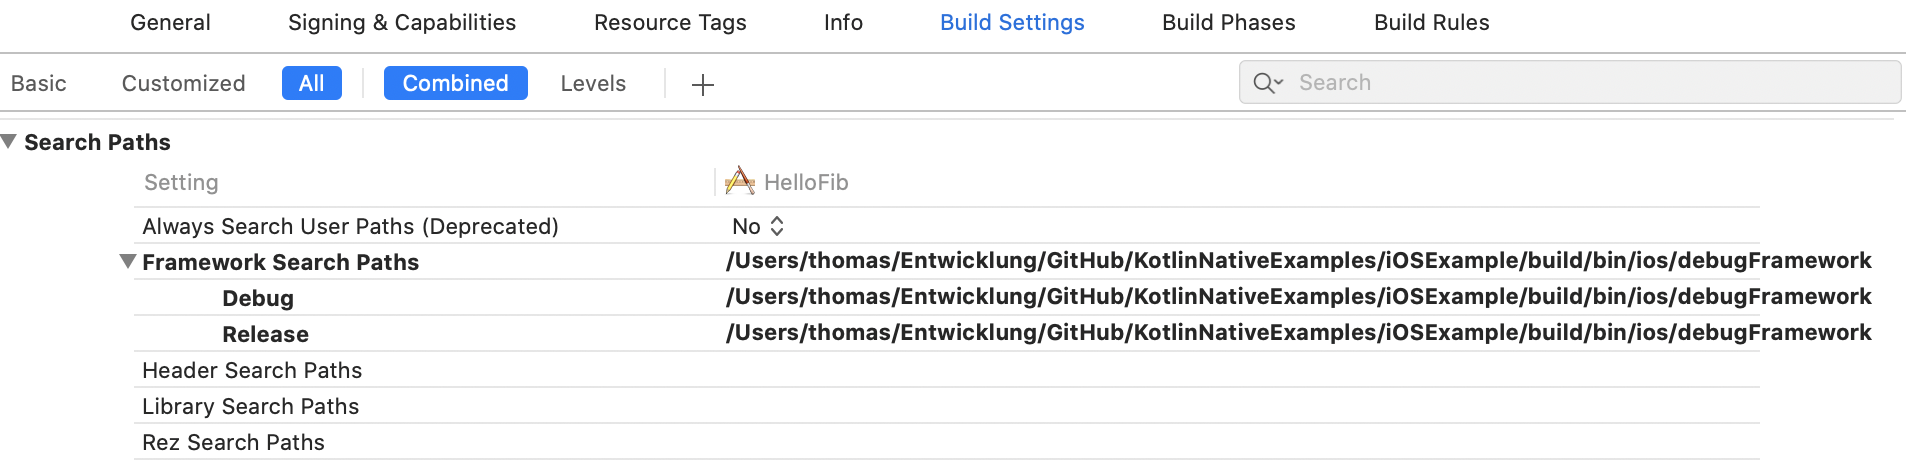 General Signing & Capabilities Resource Tags Info Build Settings Build Phases Build Rules
Basic Customized All Combined Levels Search
Search Paths
Setting HelloFib
Always Search User Paths (Deprecated) No
Framework Search Paths /Users/thomas/Entwicklung/GitHub/KotlinNativeExamples/iOSExample/build/bin/ios/debugFramework
Debug /Users/thomas/Entwicklung/GitHub/KotlinNativeExamples/iOSExample/build/bin/ios/debugFramework
Release /Users/thomas/Entwicklung/GitHub/KotlinNativeExamples/iOSExample/build/bin/ios/debugFramework
Header Search Paths
Library Search Paths
Rez Search Paths